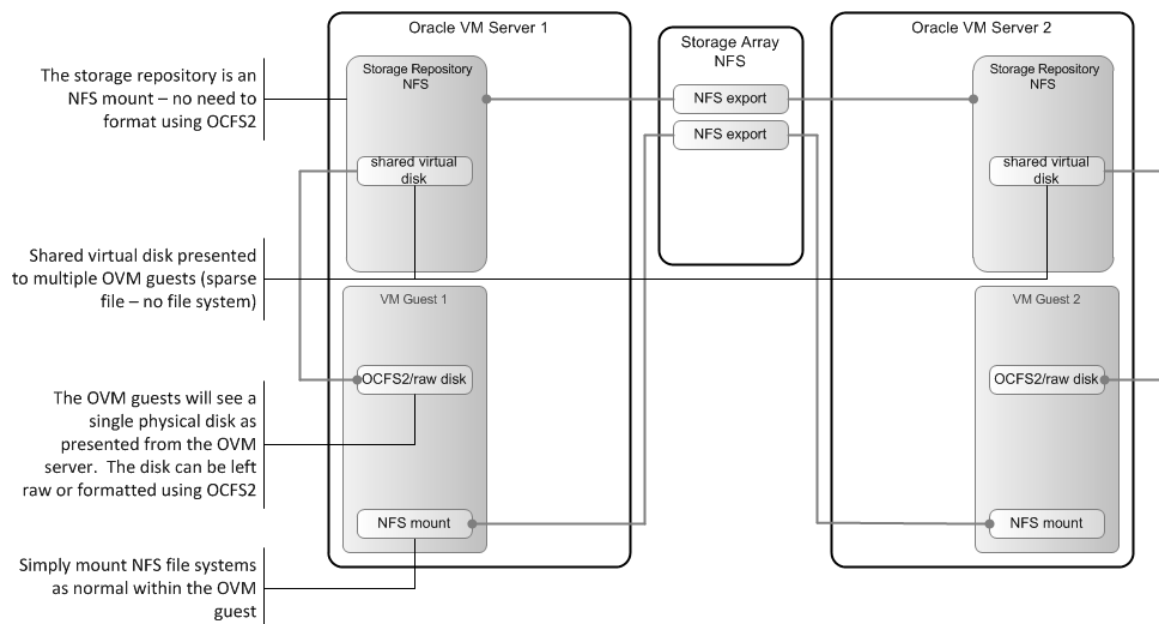 Oracle VM Server 1
Storage Array
NFS
Oracle VM Server 2
The storage repository is an
NFS mount – no need to
format using OCFS2
Storage Repository
NFS
NFS export
NFS export
Storage Repository
NFS
shared virtual
disk
shared virtual
disk
Shared virtual disk presented
to multiple OVM guests (sparse
file – no file system)
VM Guest 1
VM Guest 2
OCFS2/raw disk
OCFS2/raw disk
The OVM guests will see a
single physical disk as
presented from the OVM
server.  The disk can be left
raw or formatted using OCFS2
NFS mount
NFS mount
Simply mount NFS file systems
as normal within the OVM
guest